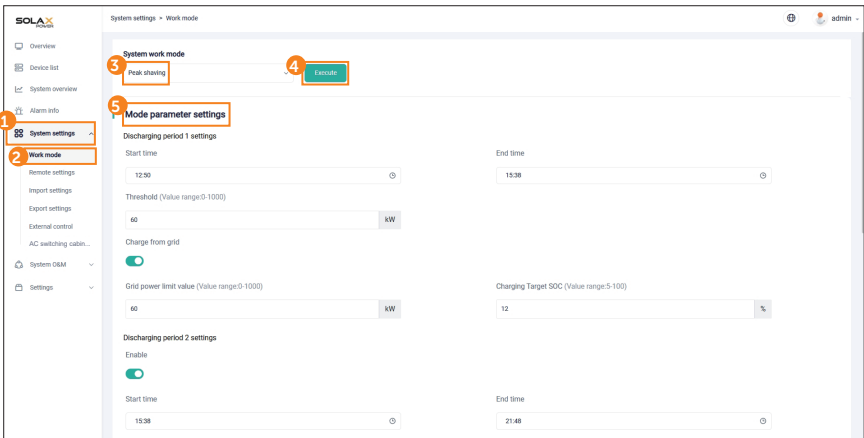 SOLAX
POWER
System settings > Work mode
admin
Overview
Device list
System overview
Alarm info
1
System settings
2
Work mode
Remote settings
Import settings
Export settings
External control
AC switching cabin...
System O&M
Settings
System work mode
3
Peak shaving
4
Execute
5
Mode parameter settings
Discharging period 1 settings
Start time
End time
12:50
15:38
Threshold (Value range:0-1000)
60
kW
Charge from grid
Grid power limit value (Value range:0-1000)
Charging Target SOC (Value range:5-100)
60
kW
12
%
Discharging period 2 settings
Enable
Start time
End time
15:38
21:48